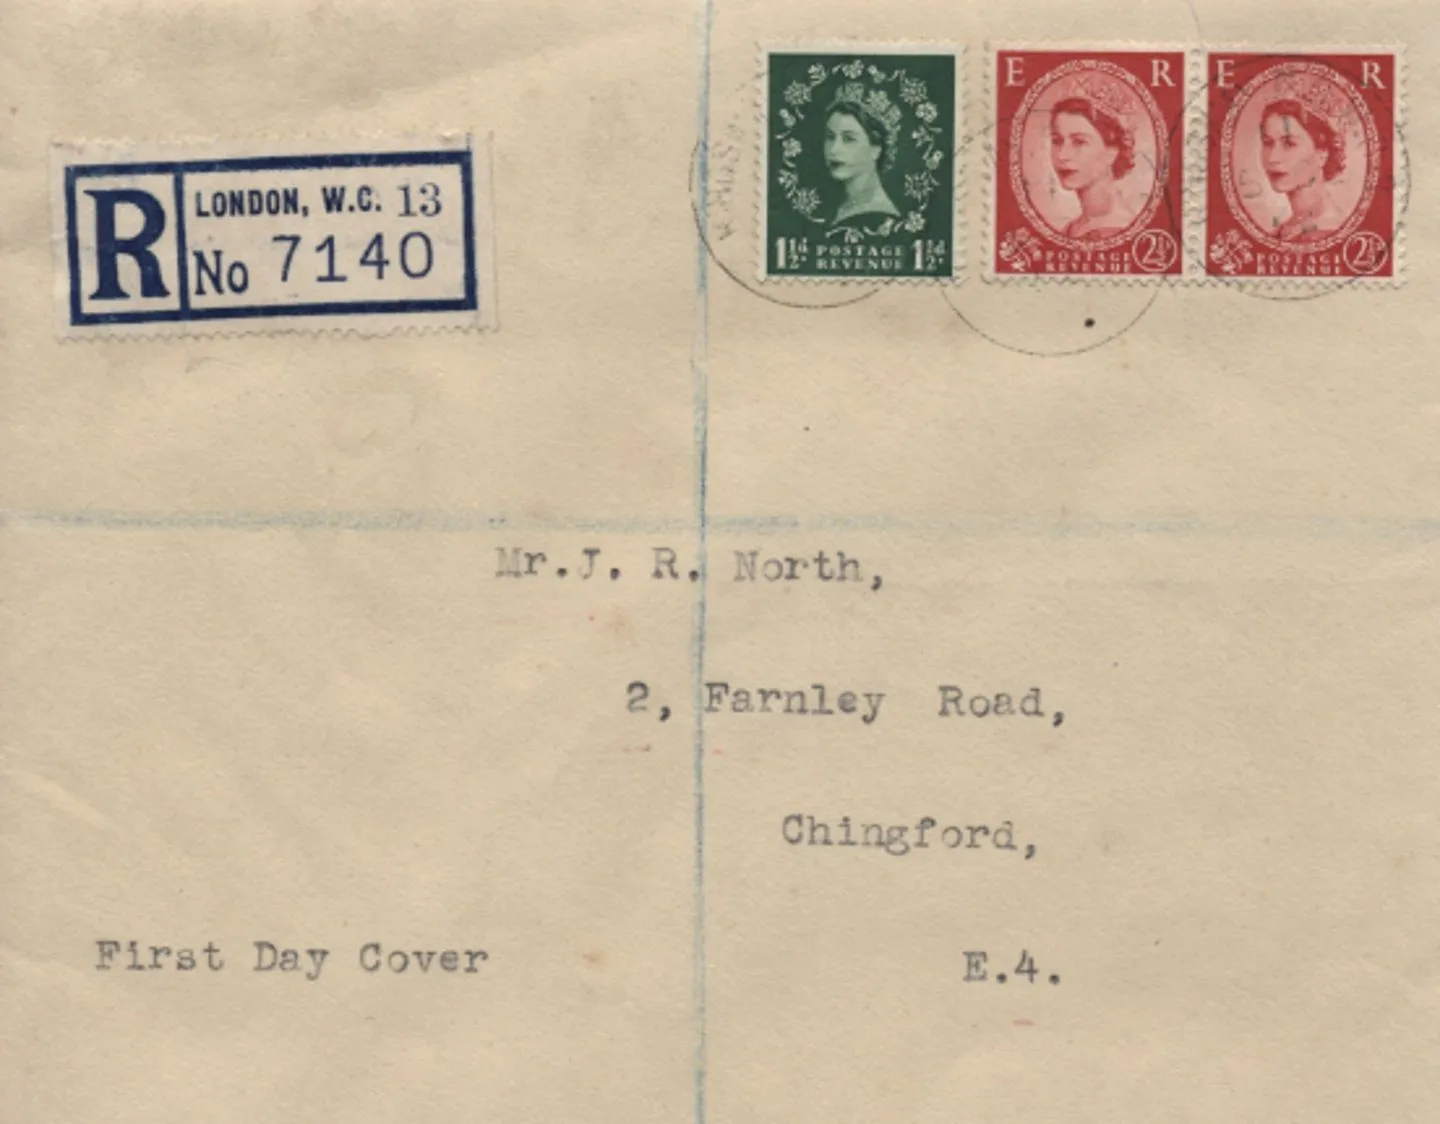 R
LONDON, W.C. 13
No 7140
1½d. POSTAGE REVENUE 1½d.
E R
POSTAGE REVENUE 2½d.
E R
POSTAGE REVENUE 2½d.
Mr.J. R. North,
2, Farnley Road,
Chingford,
E.4.
First Day Cover